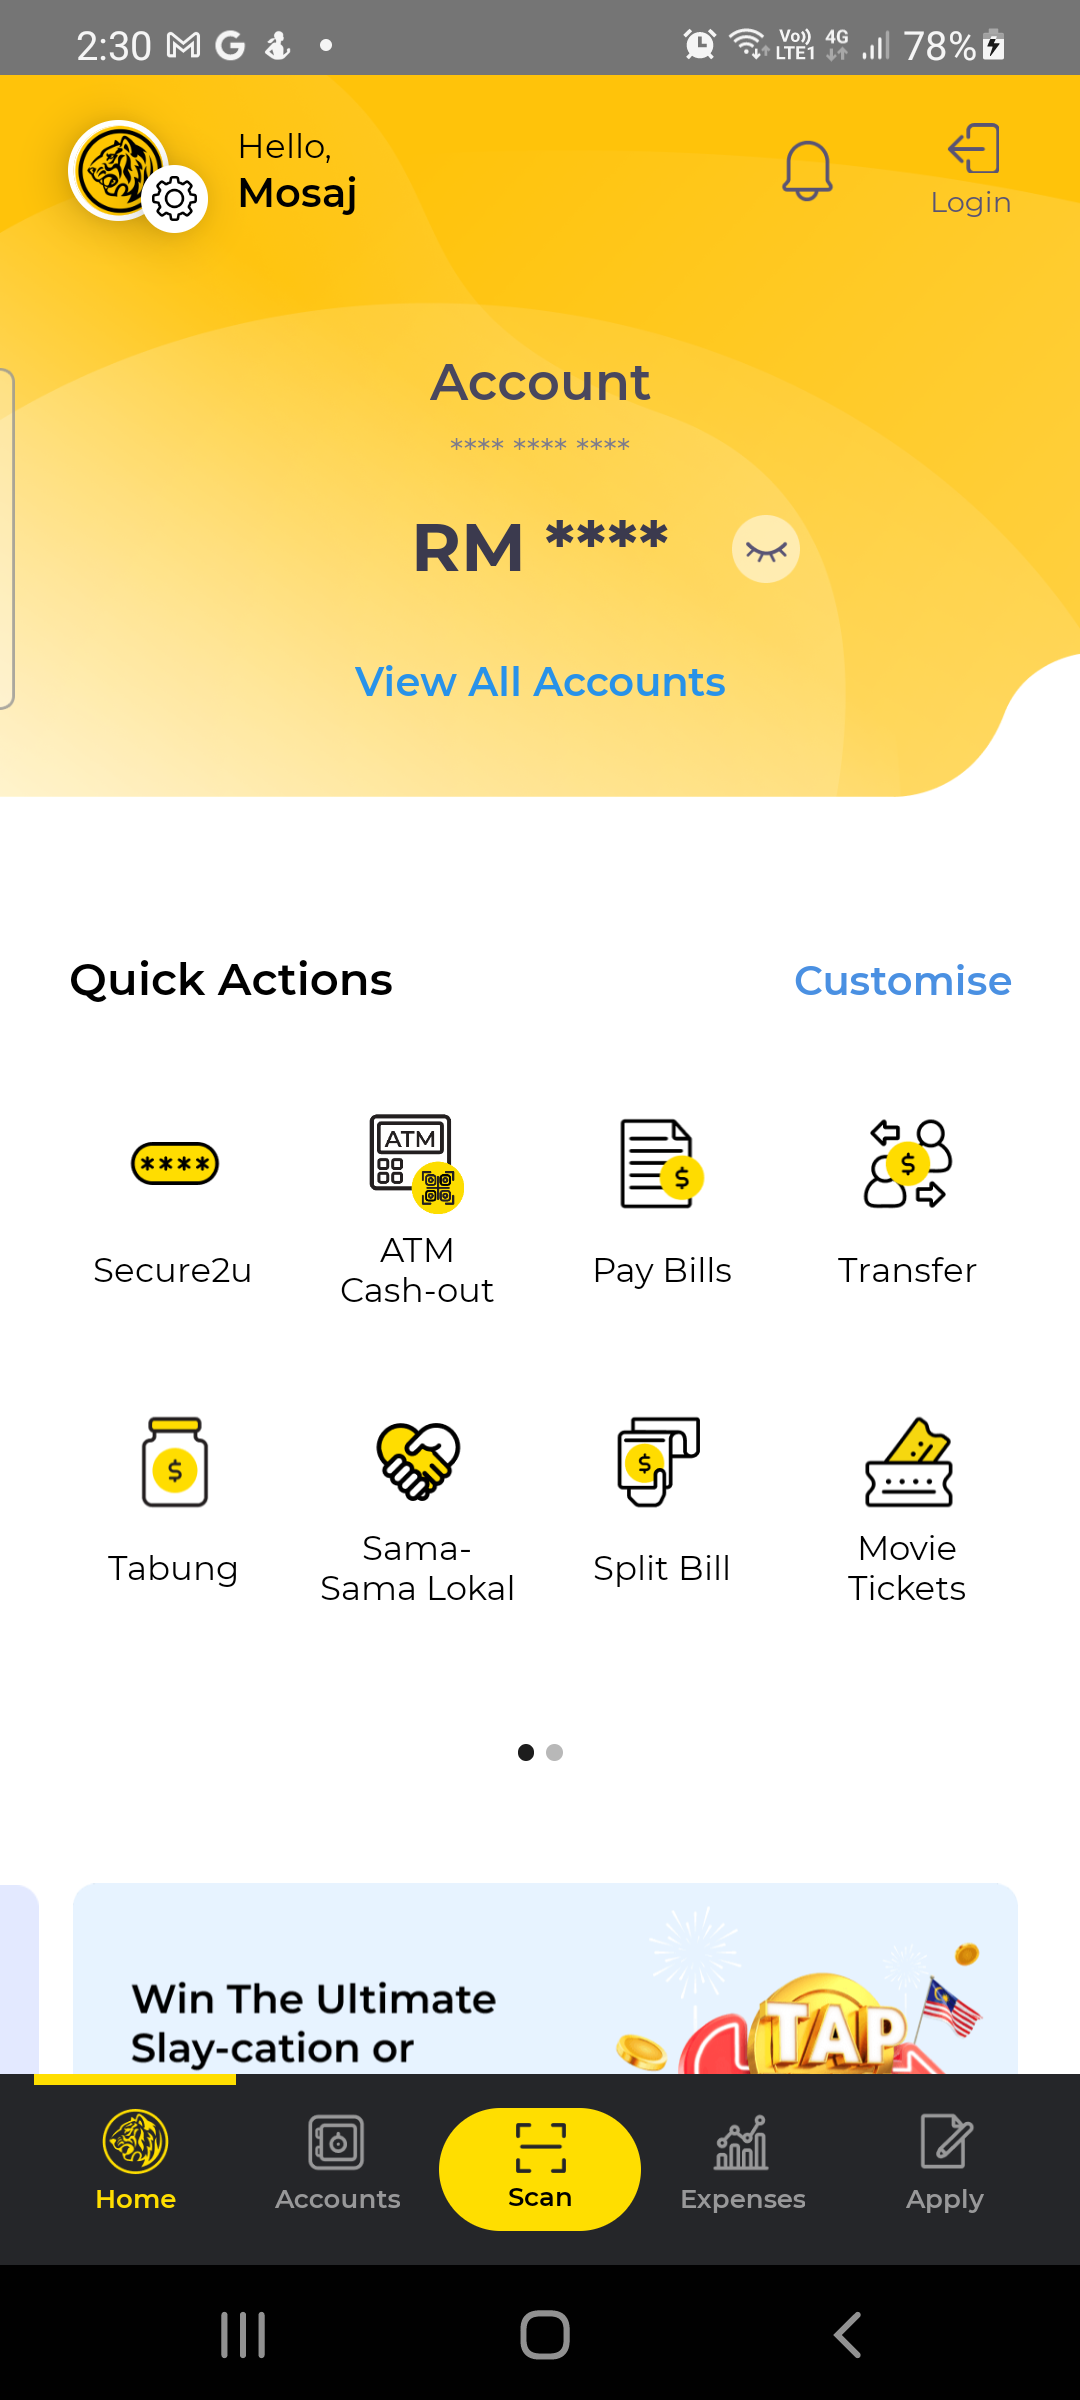 2:30
Vo)) LTE1 4G 78%
Hello,
Mosaj
Login
Account
**** **** ****
RM ****
View All Accounts
Quick Actions
Customise
****
ATM
$
$
Secure2u
ATM
Cash-out
Pay Bills
Transfer
$
$
Tabung
Sama-
Sama Lokal
Split Bill
Movie
Tickets
Win The Ultimate
Slay-cation or
TAP
Home
Accounts
Scan
Expenses
Apply